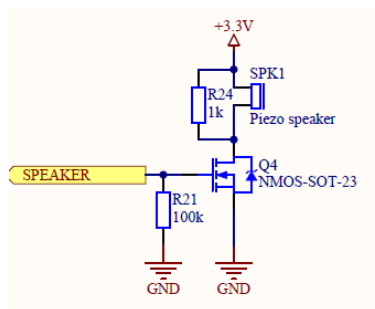 +3.3V
SPK1
R24
1k
Piezo speaker
Q4
NMOS-SOT-23
SPEAKER
R21
100k
GND
GND